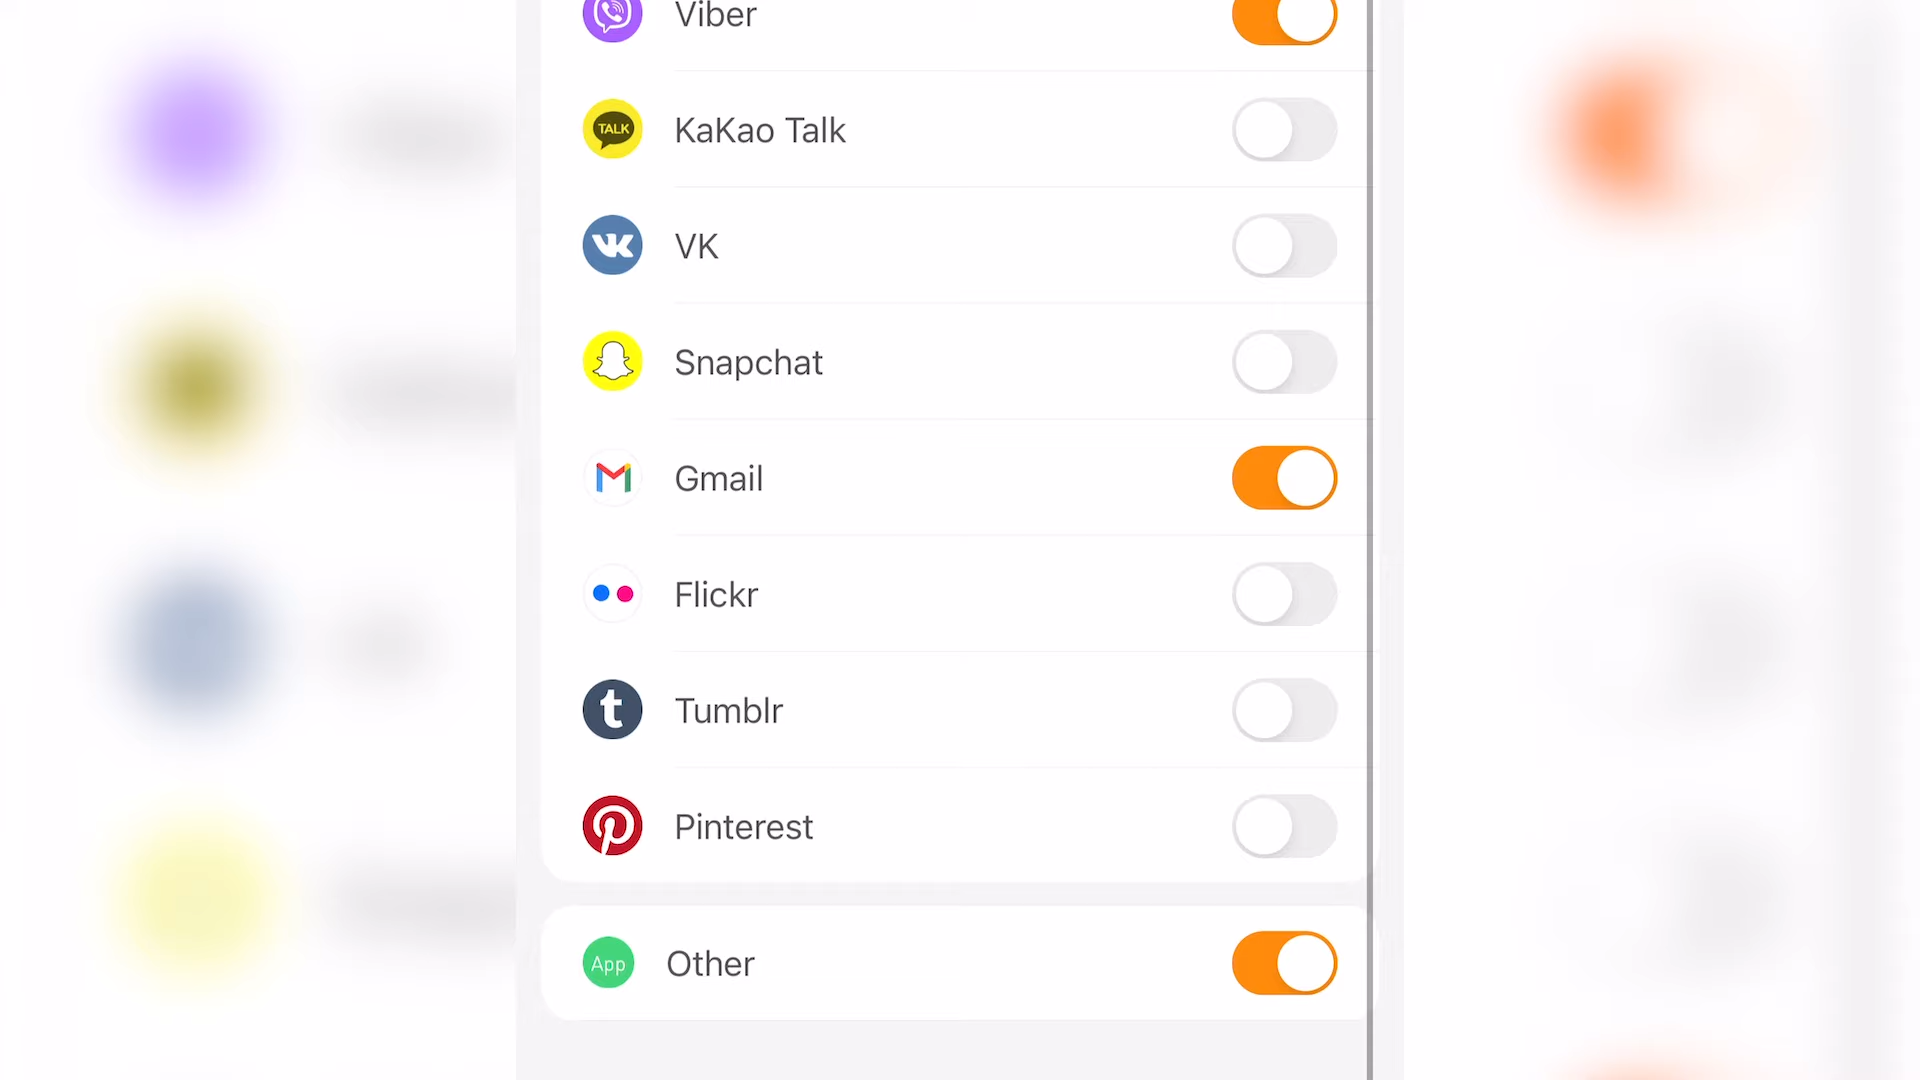 Viber
TALK
KaKao Talk
VK
Snapchat
Gmail
Flickr
t
Tumblr
Pinterest
App
Other